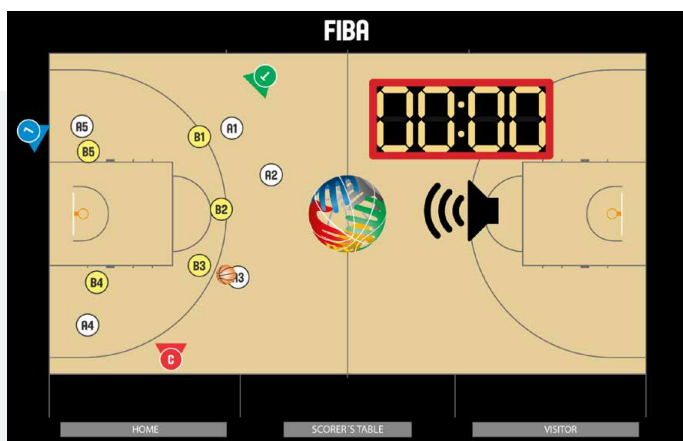 FIBA
00:00
T
A5
A1
B1
B5
A2
B2
B3
A3
B4
A4
C
HOME
SCORER'S TABLE
VISITOR